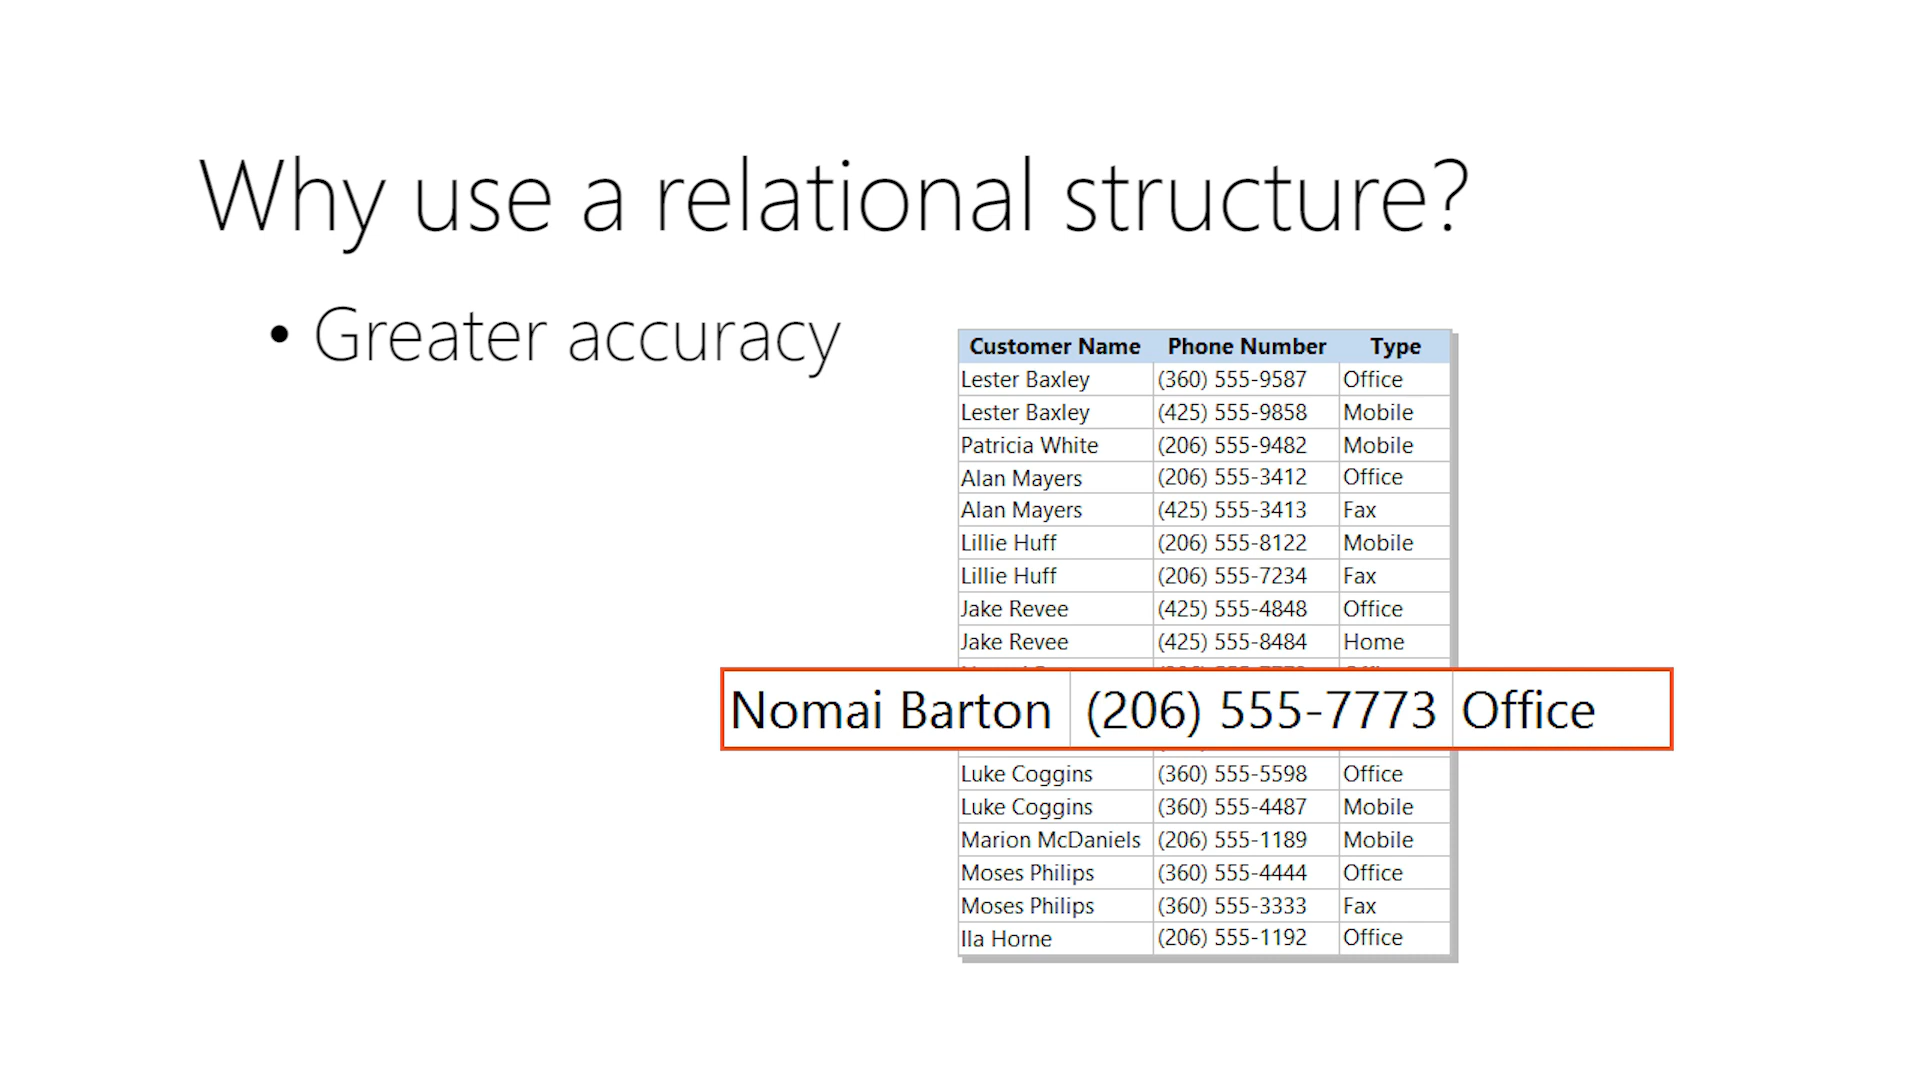 Why use a relational structure?
• Greater accuracy
Customer Name Phone Number Type
Lester Baxley (360) 555-9587 Office
Lester Baxley (425) 555-9858 Mobile
Patricia White (206) 555-9482 Mobile
Alan Mayers (206) 555-3412 Office
Alan Mayers (425) 555-3413 Fax
Lillie Huff (206) 555-8122 Mobile
Lillie Huff (206) 555-7234 Fax
Jake Revee (425) 555-4848 Office
Jake Revee (425) 555-8484 Home
Nomai Barton (206) 555-7773 Office
Luke Coggins (360) 555-5598 Office
Luke Coggins (360) 555-4487 Mobile
Marion McDaniels (206) 555-1189 Mobile
Moses Philips (360) 555-4444 Office
Moses Philips (360) 555-3333 Fax
Ila Horne (206) 555-1192 Office